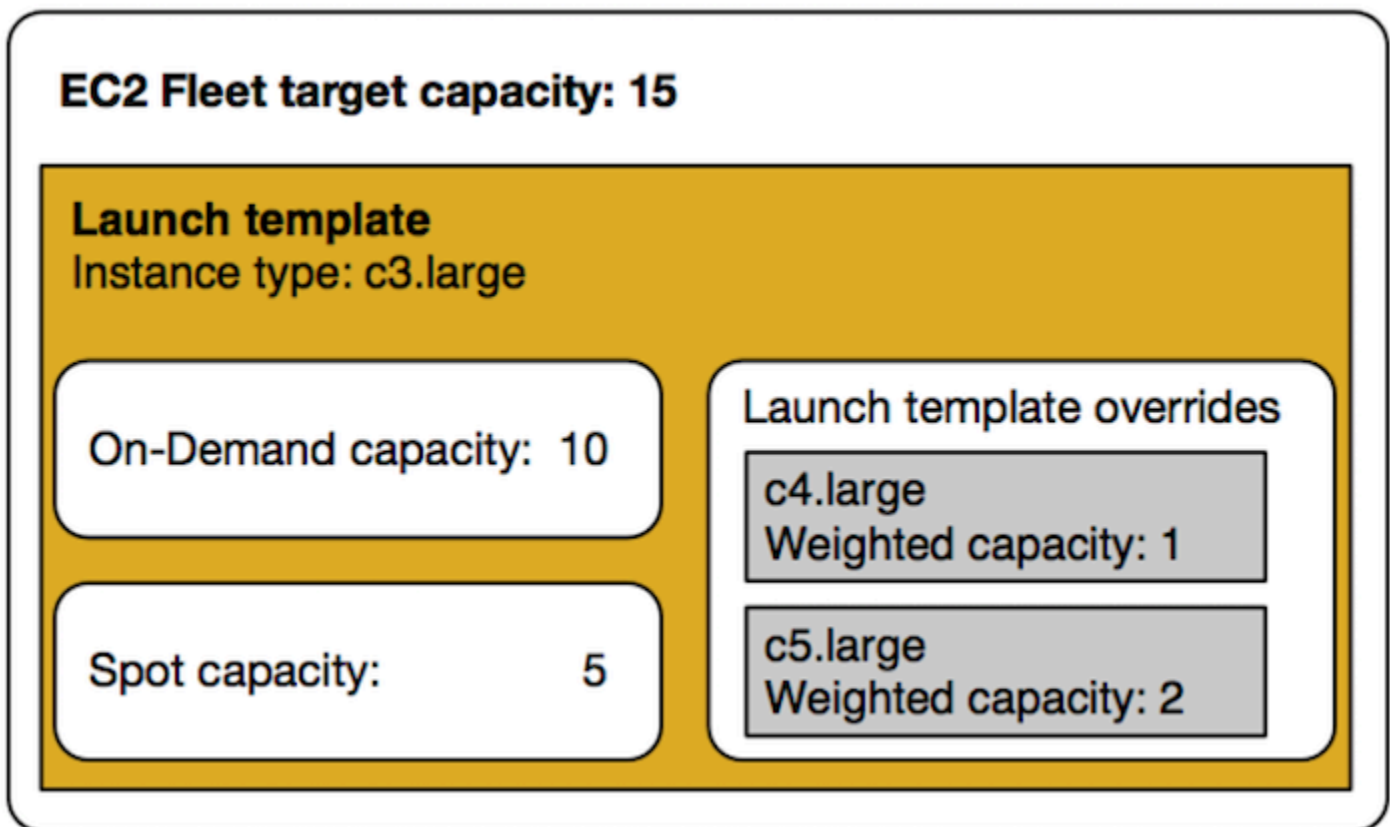 EC2 Fleet target capacity: 15
Launch template
Instance type: c3.large
On-Demand capacity: 10
Spot capacity: 5
Launch template overrides
c4.large
Weighted capacity: 1
c5.large
Weighted capacity: 2